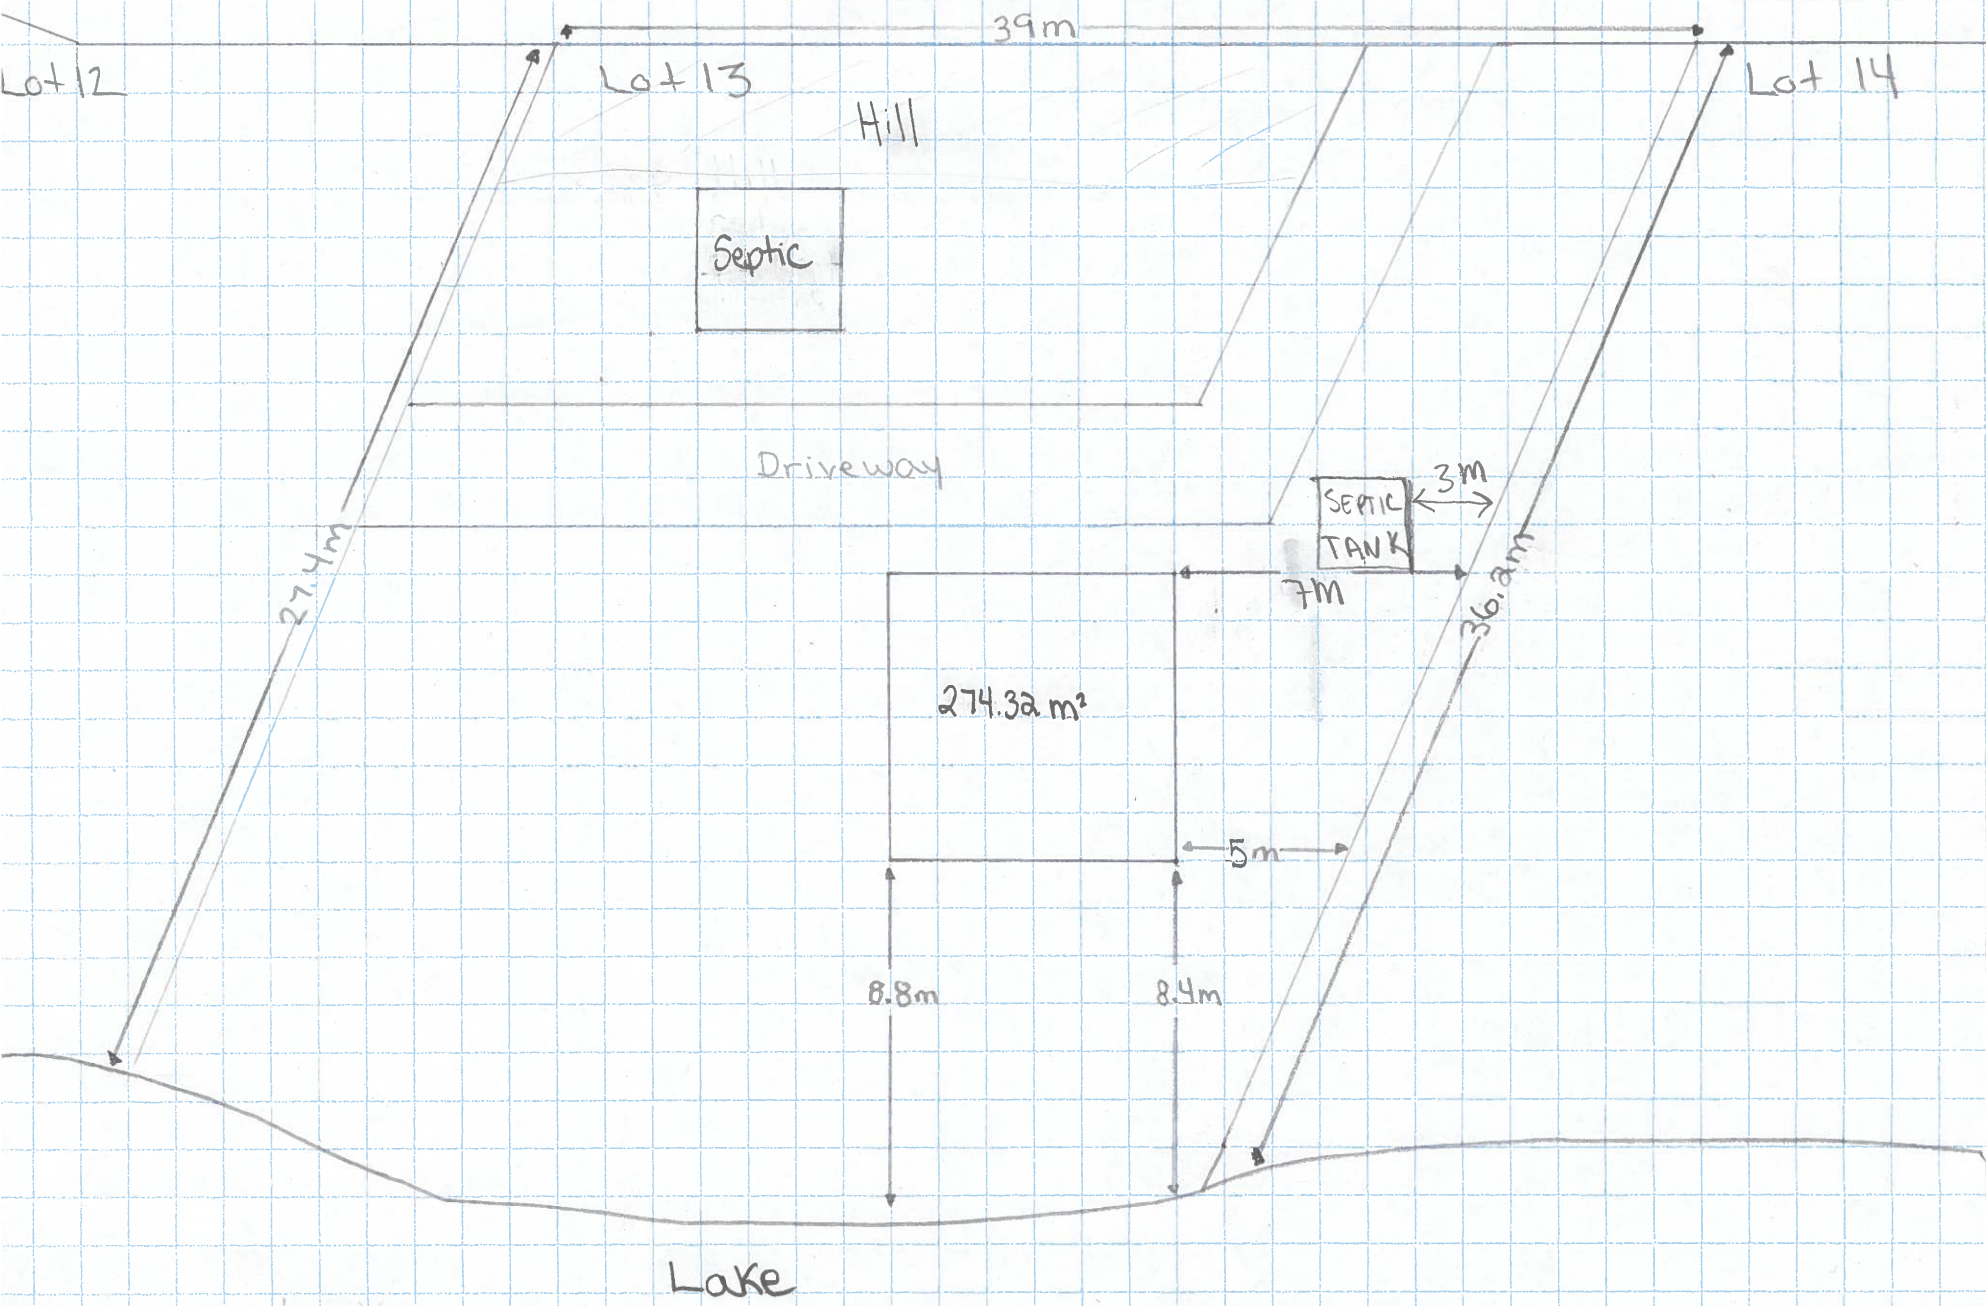 39m
Lot 12
Lot 13
Lot 14
Hill
Septic
Driveway
3M
SEPTIC
TANK
27.4m
7M
36.2m
274.32 m²
5m
8.8m
8.4m
Lake